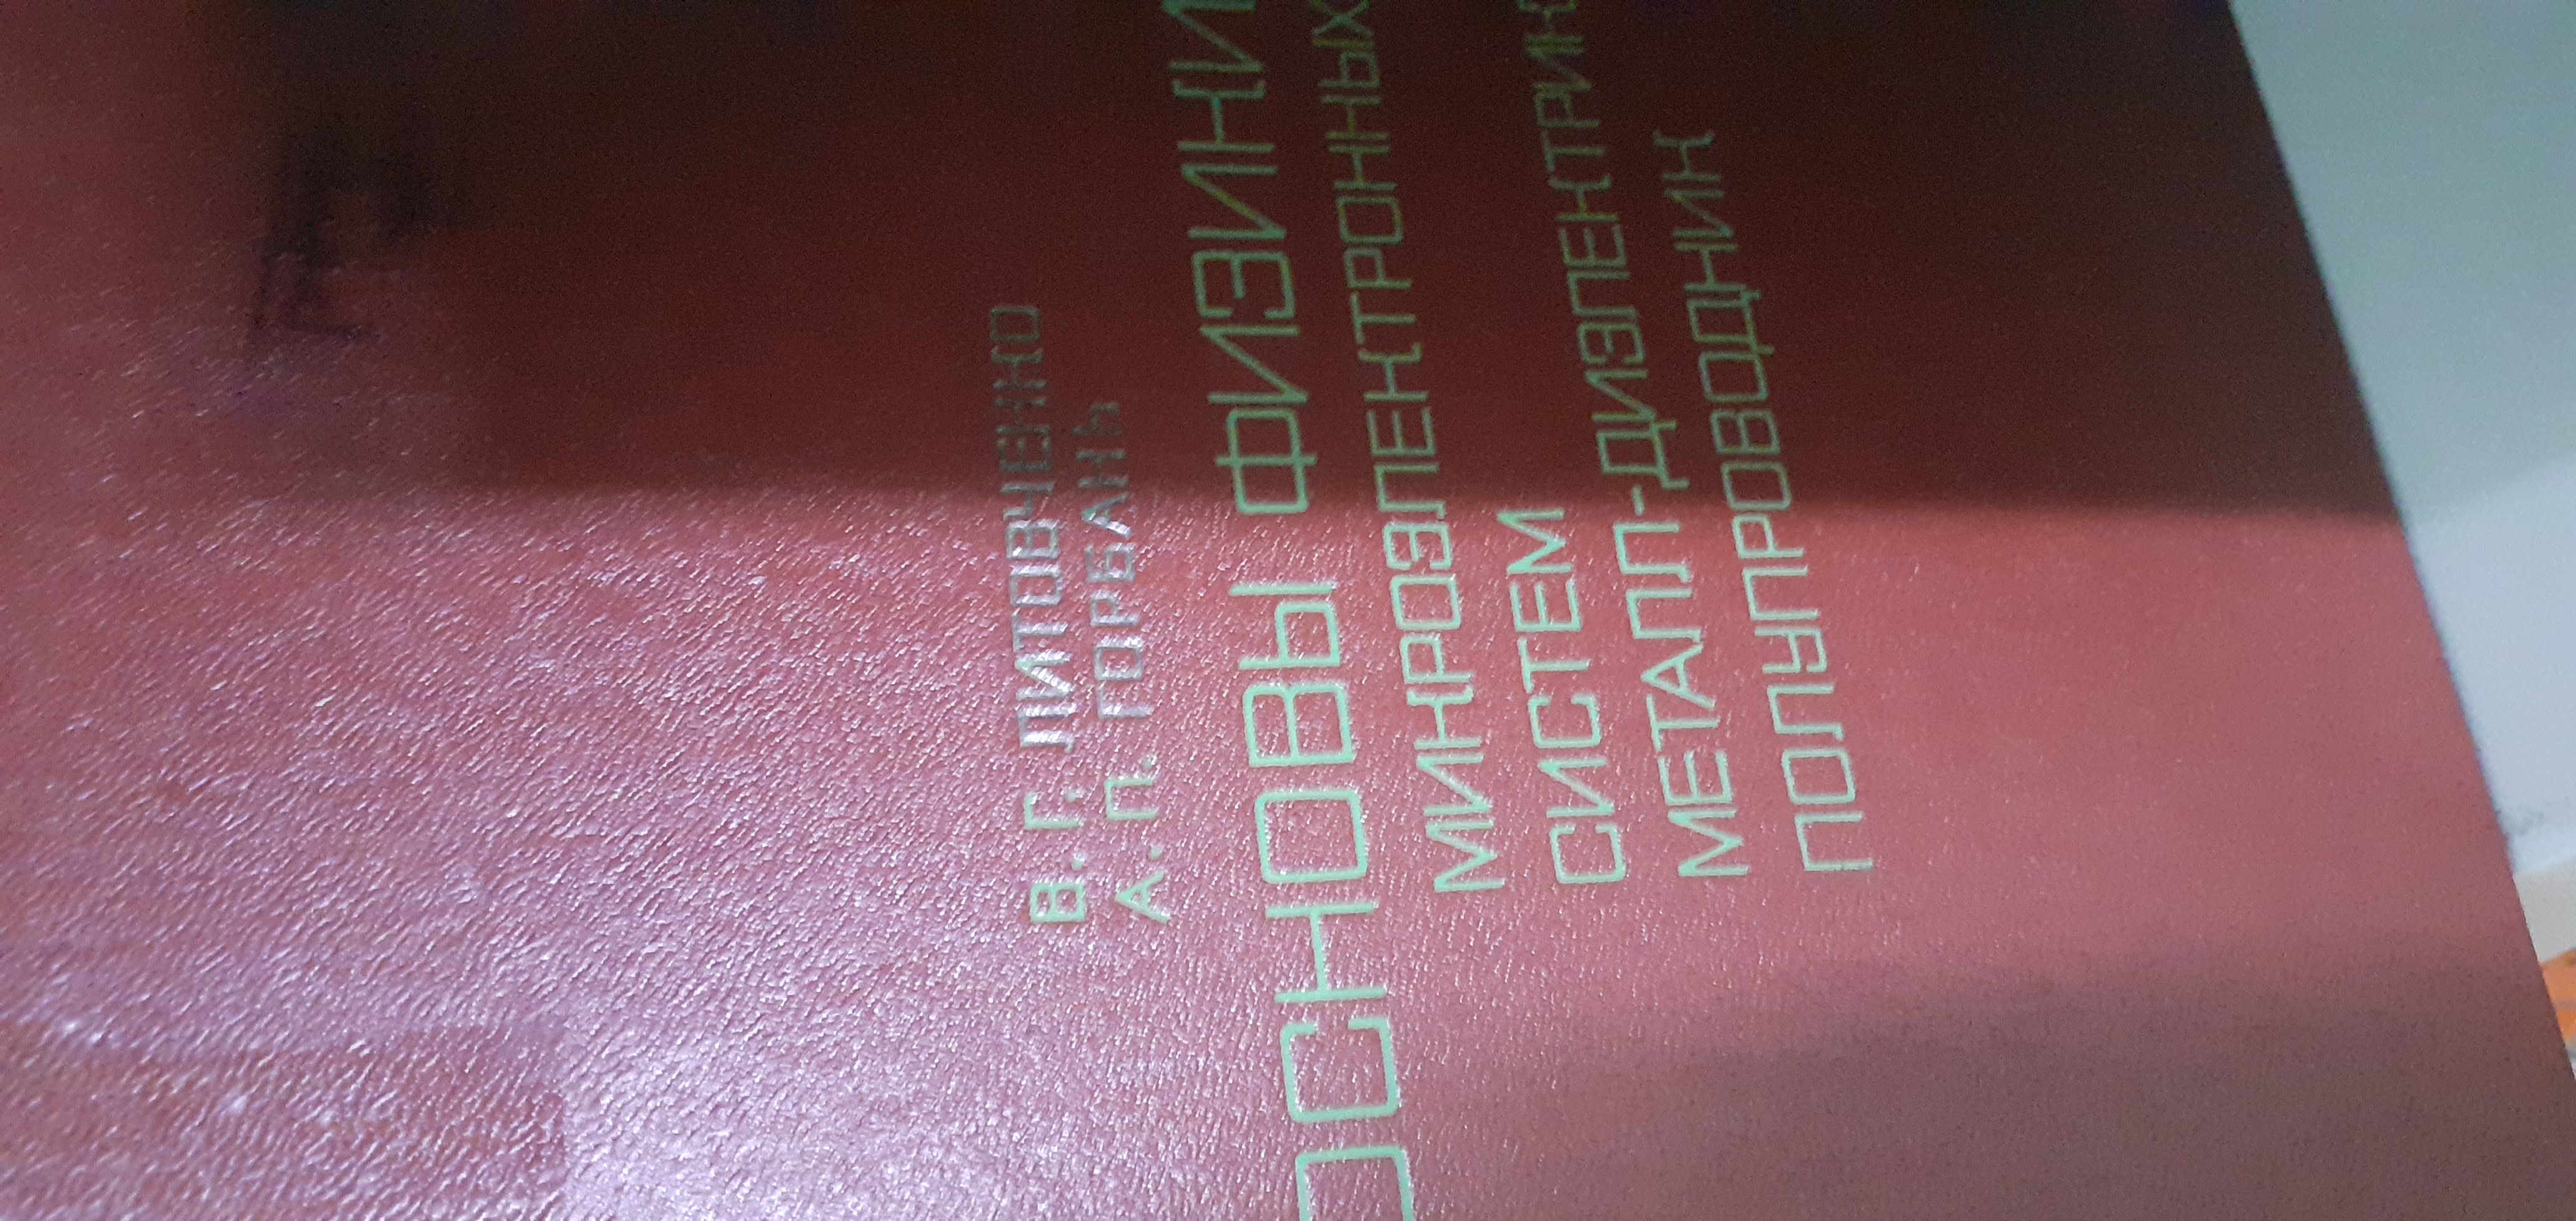 В. Г. ЛИТОВЧЕНКО
А. П. ГОРБАНЬ
ОСНОВЫ ФИЗИКИ
МИКРОЭЛЕКТРОННЫХ
СИСТЕМ
МЕТАЛЛ-ДИЭЛЕКТРИК
ПОЛУПРОВОДНИК